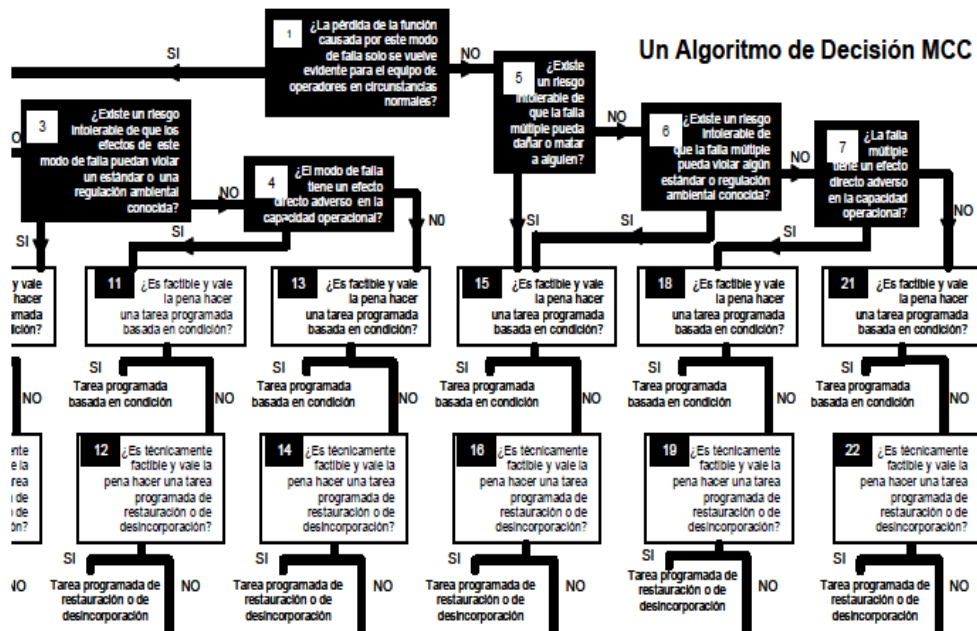 Un Algoritmo de Decisión MCC
1
¿La pérdida de la función
causada por este modo
de falla solo se vuelve
evidente para el equipo de
operadores en circunstancias
normales?
SI
NO
5
¿Existe
un riesgo
intolerable de
que la falla
múltiple pueda
dañar o matar
a alguien?
NO
SI
3
¿Existe un riesgo
intolerable de que los
efectos de este
modo de falla puedan violar
un estándar o una
regulación ambiental
conocida?
NO
SI
4
¿El modo de falla
tiene un efecto
directo adverso en la
capacidad operacional?
SI
N0
6
¿Existe un riesgo
intolerable de
que la falla múltiple
pueda violar algún
estándar o regulación
ambiental conocida?
NO
SI
7
¿La falla
múltiple
tiene un efecto
directo adverso
en la capacidad
operacional?
SI
NO
y vale
hacer
ramada
dición?
11
¿Es factible y vale
la pena hacer
una tarea programada
basada en condición?
13
¿Es factible y vale
la pena hacer
una tarea programada
basada en condición?
15
¿Es factible y vale
la pena hacer
una tarea programada
basada en condición?
18
¿Es factible y vale
la pena hacer
una tarea programada
basada en condición?
21
¿Es factible y vale
la pena hacer
una tarea programada
basada en condición?
NO
SI
Tarea programada
basada en condición
NO
SI
Tarea programada
basada en condición
NO
SI
Tarea programada
basada en condición
NO
SI
Tarea programada
basada en condición
NO
SI
Tarea programada
basada en condición
NO
ente
e la
area
a de
o de
ón?
12
¿Es técnicamente
factible y vale la
pena hacer una tarea
programada de
restauración o de
desincorporación?
14
¿Es técnicamente
factible y vale la
pena hacer una tarea
programada de
restauración o de
desincorporación?
16
¿Es técnicamente
factible y vale la
pena hacer una tarea
programada de
restauración o de
desincorporación?
19
¿Es técnicamente
factible y vale la
pena hacer una tarea
programada de
restauración o de
desincorporación?
22
¿Es técnicamente
factible y vale la
pena hacer una tarea
programada de
restauración o de
desincorporación?
NO
SI
Tarea programada de
restauración o de
desincorporación
NO
SI
Tarea programada de
restauración o de
desincorporación
NO
SI
Tarea programada de
restauración o de
desincorporación
NO
SI
Tarea programada de
restauración o de
desincorporación
NO
SI
Tarea programada de
restauración o de
desincorporación
NO